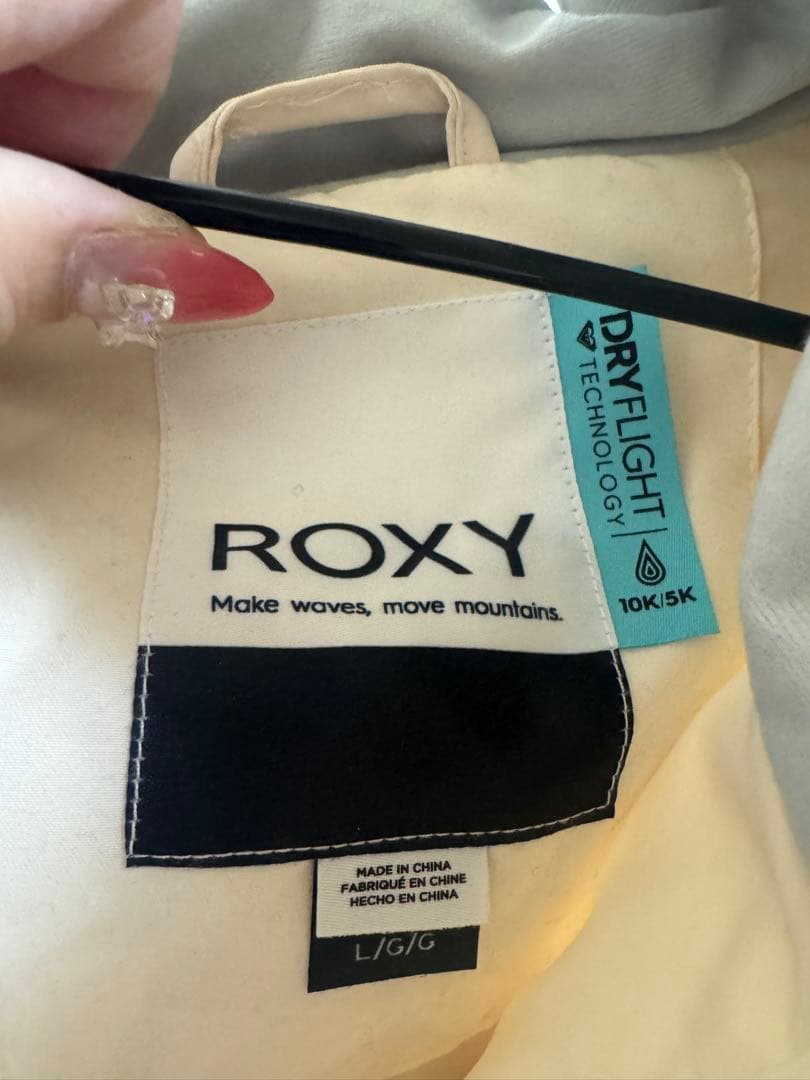 ROXY
Make waves, move mountains.
DRYFLIGHT
TECHNOLOGY
10K/5K
MADE IN CHINA
FABRIQUÉ EN CHINE
HECHO EN CHINA
L/G/G